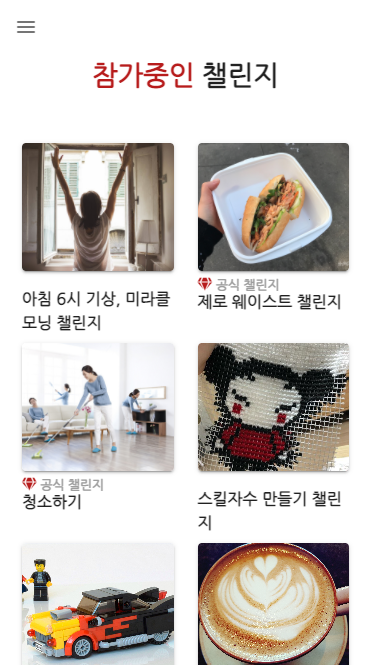 참가중인 챌린지
아침 6시 기상, 미라클
모닝 챌린지
공식 챌린지
제로 웨이스트 챌린지
공식 챌린지
청소하기
스킬자수 만들기 챌린
지